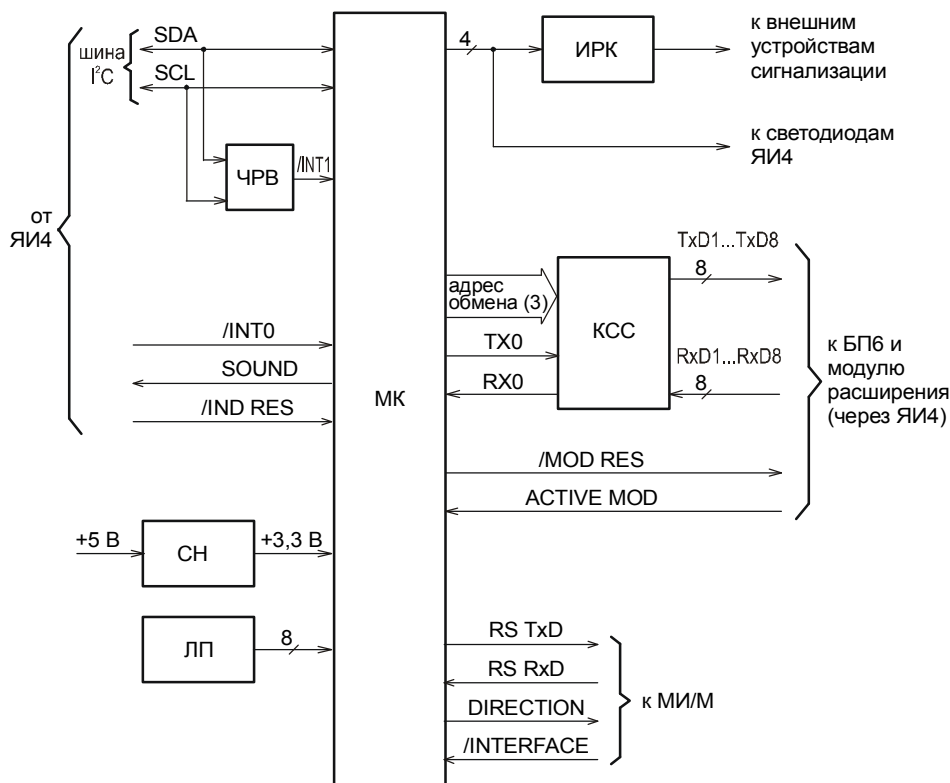 шина
I²C
SDA
SCL
ЧРВ
/INT1
от
ЯИ4
/INT0
SOUND
/IND RES
+5 В
СН
+3,3 В
ЛП
8
МК
4
ИРК
к внешним
устройствам
сигнализации
к светодиодам
ЯИ4
адрес
обмена (3)
TX0
RX0
КСС
TxD1...TxD8
8
RxD1...RxD8
8
/MOD RES
ACTIVE MOD
к БП6 и
модулю
расширения
(через ЯИ4)
RS TxD
RS RxD
DIRECTION
/INTERFACE
к МИ/М